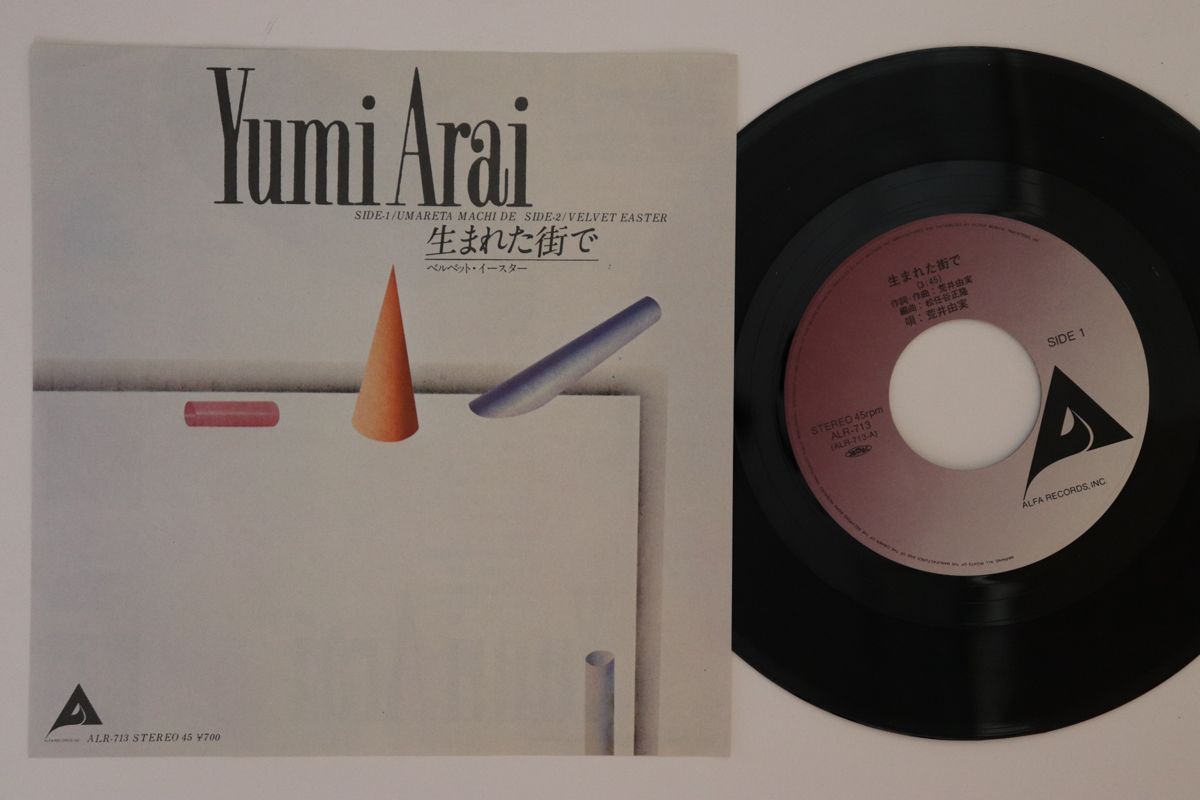 Yumi Arai
SIDE-1/UMARETA MACHI DE SIDE-2/VELVET EASTER
生まれた街で
ベルベット・イースター
ALFA RECORDS, INC.
ALR-713 STEREO 45 ¥700
生まれた街で
(3:45)
作詞・作曲:荒井由実
編曲:松任谷正隆
唄:荒井由実
SIDE 1
STEREO 45rpm
ALR-713
(ALR-713-A)
ALFA RECORDS, INC.